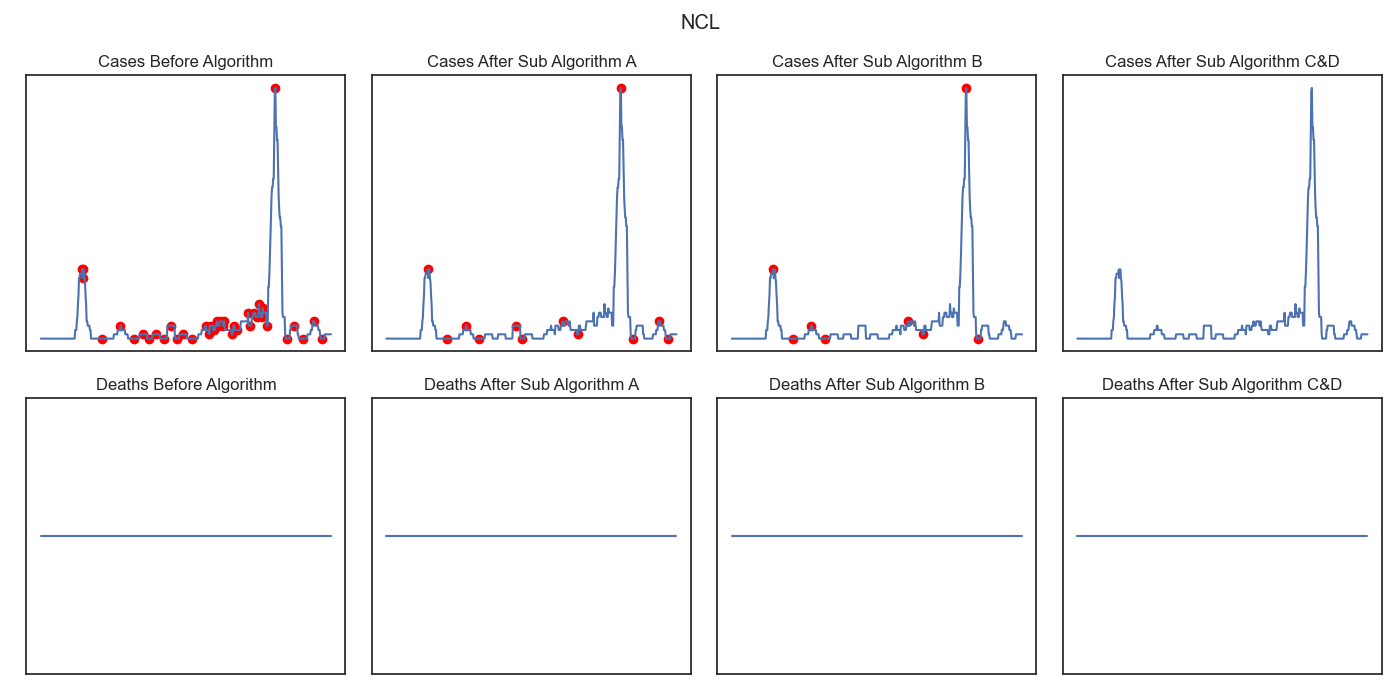 NCL
Cases Before Algorithm
Cases After Sub Algorithm A
Cases After Sub Algorithm B
Cases After Sub Algorithm C&D
Deaths Before Algorithm
Deaths After Sub Algorithm A
Deaths After Sub Algorithm B
Deaths After Sub Algorithm C&D